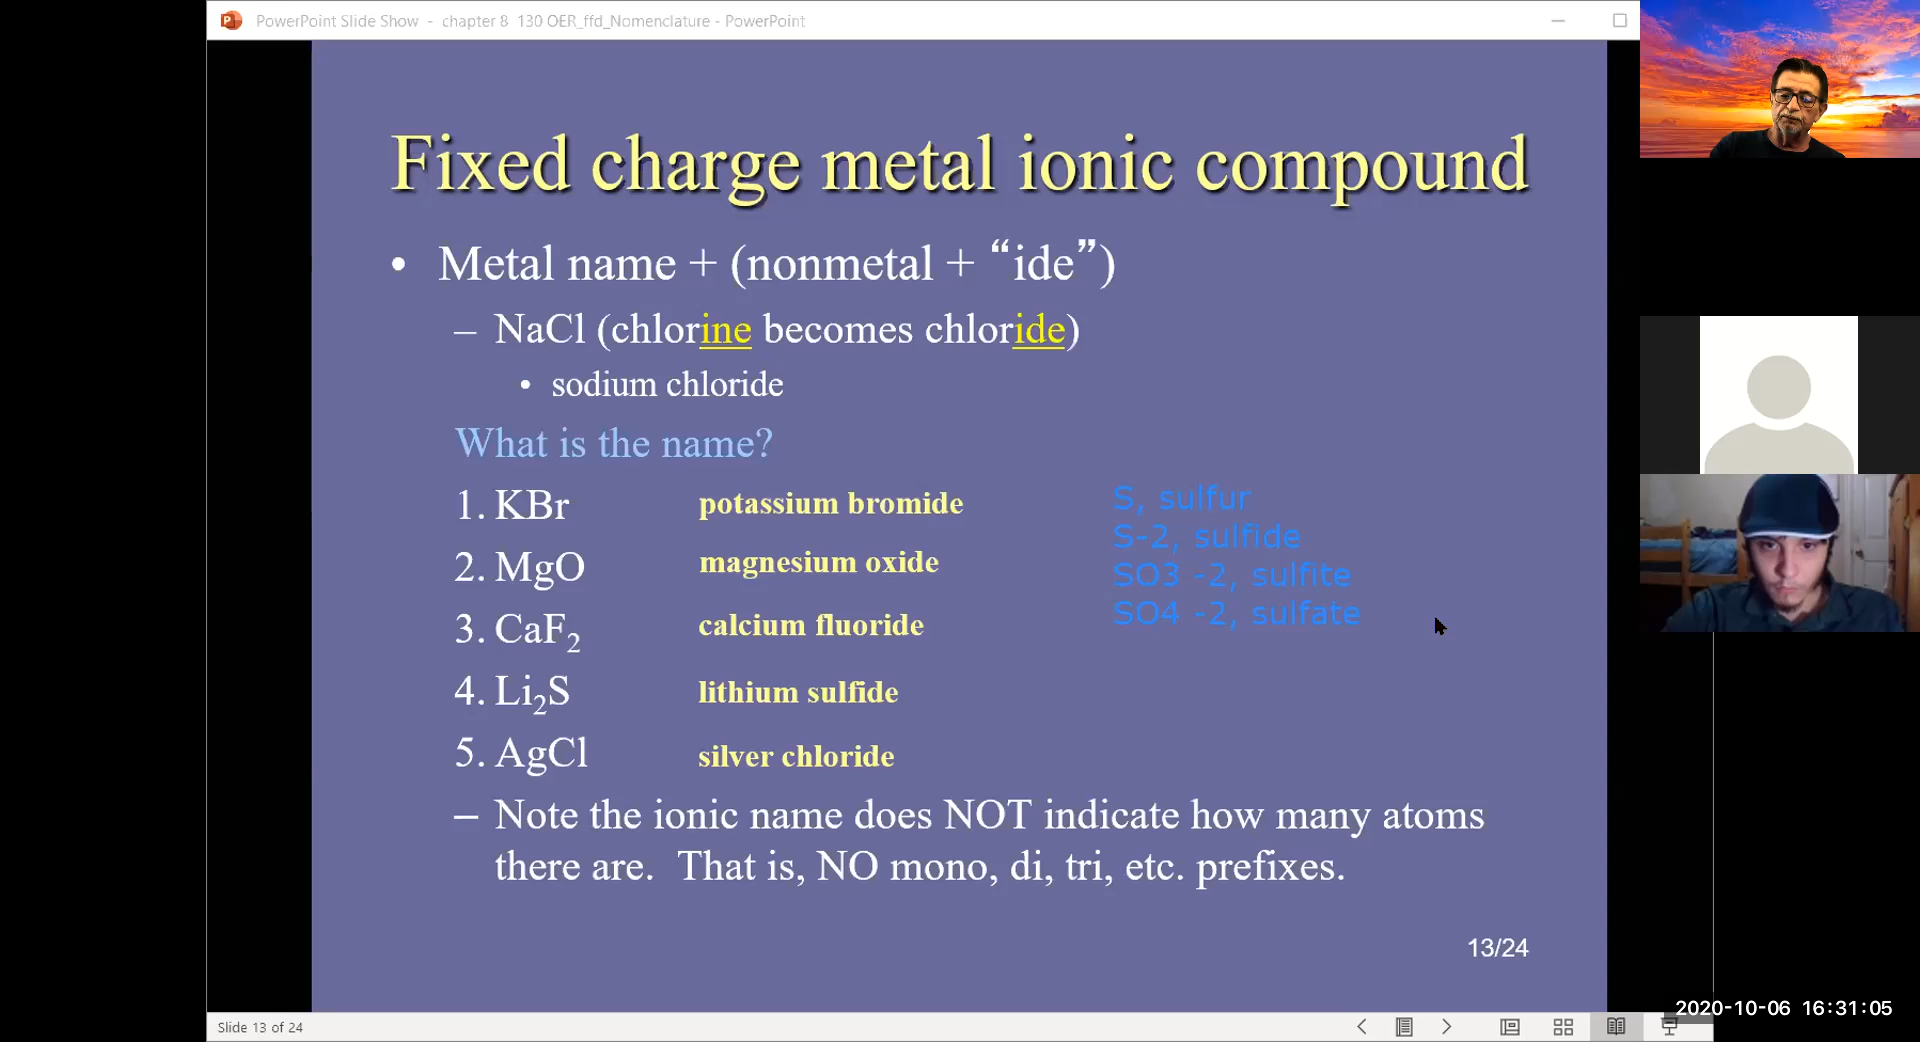 PowerPoint Slide Show - chapter 8 130 OER_ffd_Nomenclature - PowerPoint
Fixed charge metal ionic compound
• Metal name + (nonmetal + “ide”)
– NaCl (chlorine becomes chloride)
• sodium chloride
What is the name?
1. KBr potassium bromide
2. MgO magnesium oxide
3. CaF2 calcium fluoride
4. Li2S lithium sulfide
5. AgCl silver chloride
S, sulfur
S-2, sulfide
SO3 -2, sulfite
SO4 -2, sulfate
– Note the ionic name does NOT indicate how many atoms
there are. That is, NO mono, di, tri, etc. prefixes.
13/24
Slide 13 of 24
2020-10-06 16:31:05